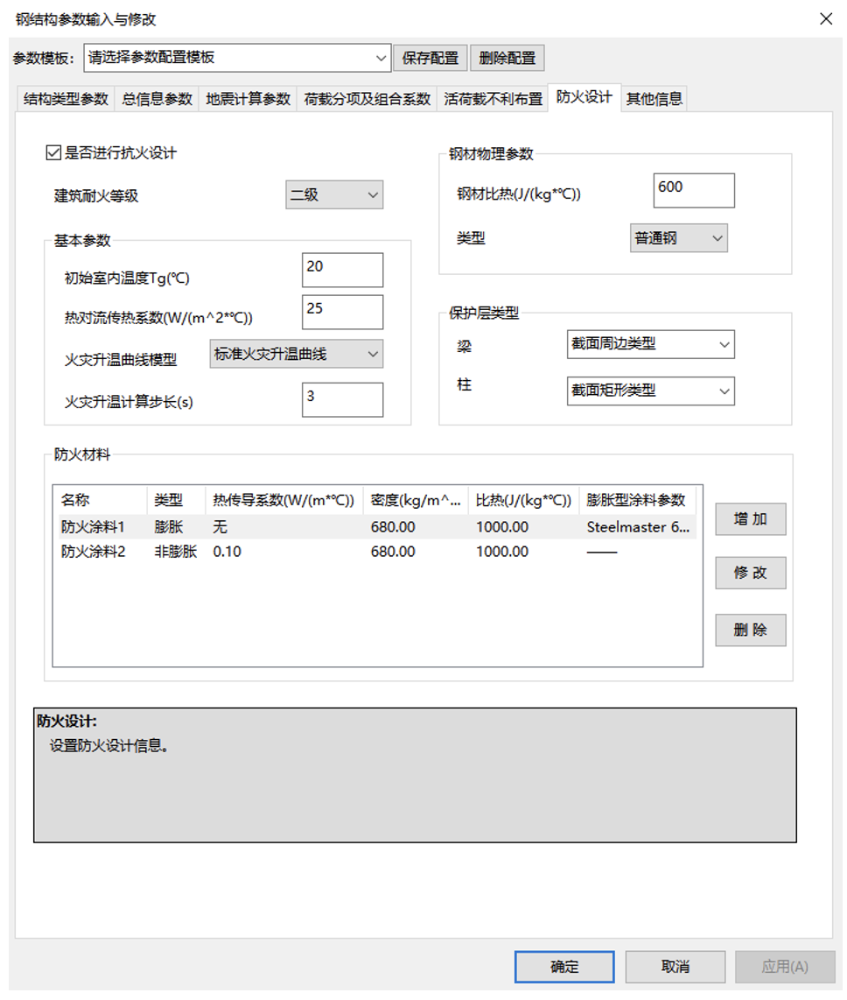 钢结构参数输入与修改
参数模板： 请选择参数配置模板 保存配置 删除配置
结构类型参数 总信息参数 地震计算参数 荷载分项及组合系数 活荷载不利布置 防火设计 其他信息
是否进行抗火设计
建筑耐火等级 二级
基本参数
初始室内温度Tg(℃) 20
热对流传热系数(W/(m^2*℃)) 25
火灾升温曲线模型 标准火灾升温曲线
火灾升温计算步长(s) 3
钢材物理参数
钢材比热(J/(kg*℃)) 600
类型 普通钢
保护层类型
梁 截面周边类型
柱 截面矩形类型
防火材料
名称 类型 热传导系数(W/(m*℃)) 密度(kg/m^... 比热(J/(kg*℃)) 膨胀型涂料参数
防火涂料1 膨胀 无 680.00 1000.00 Steelmaster 6...
防火涂料2 非膨胀 0.10 680.00 1000.00 ——
增 加
修 改
删 除
防火设计:
设置防火设计信息。
确定 取消 应用(A)